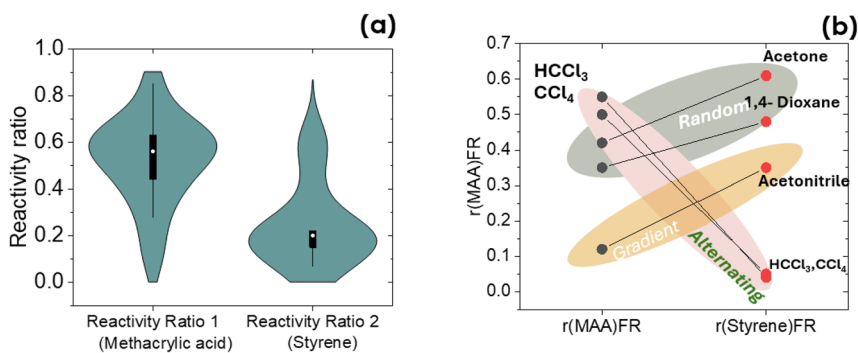 (a)
1.0
0.8
0.6
0.4
0.2
0.0
Reactivity ratio
Reactivity Ratio 1
(Methacrylic acid)
Reactivity Ratio 2
(Styrene)
(b)
0.7
0.6
0.5
0.4
0.3
0.2
0.1
0.0
r(MAA)FR
HCCl₃
CCl₄
Acetone
1,4- Dioxane
Random
Acetonitrile
Gradient
Alternating
HCCl₃,CCl₄
r(MAA)FR
r(Styrene)FR